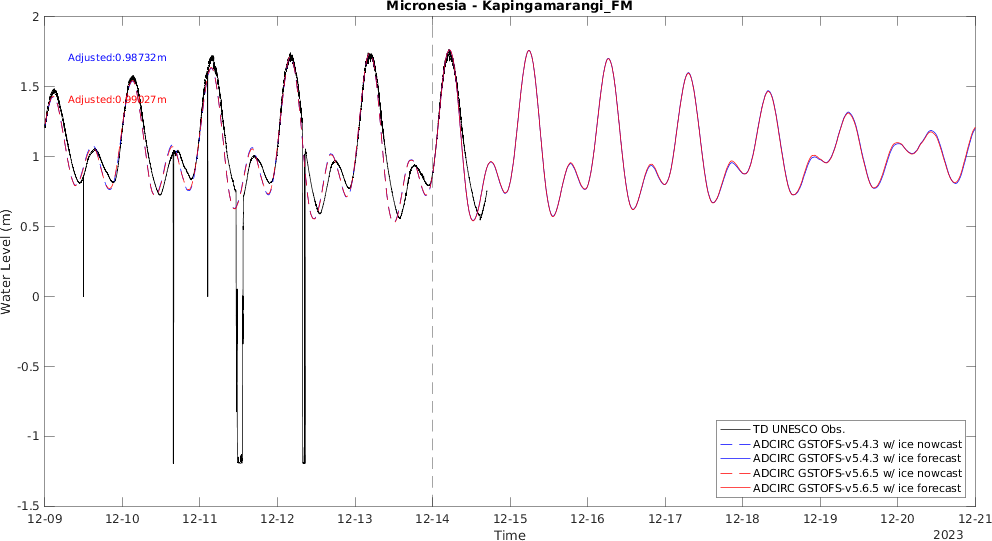 Micronesia - Kapingamarangi_FM
Adjusted:0.98732m
Adjusted:0.99027m
Water Level (m)
2
1.5
1
0.5
0
-0.5
-1
-1.5
TD UNESCO Obs.
ADCIRC GSTOFS-v5.4.3 w/ ice nowcast
ADCIRC GSTOFS-v5.4.3 w/ ice forecast
ADCIRC GSTOFS-v5.6.5 w/ ice nowcast
ADCIRC GSTOFS-v5.6.5 w/ ice forecast
12-09 12-10 12-11 12-12 12-13 12-14 12-15 12-16 12-17 12-18 12-19 12-20 12-21
Time
2023